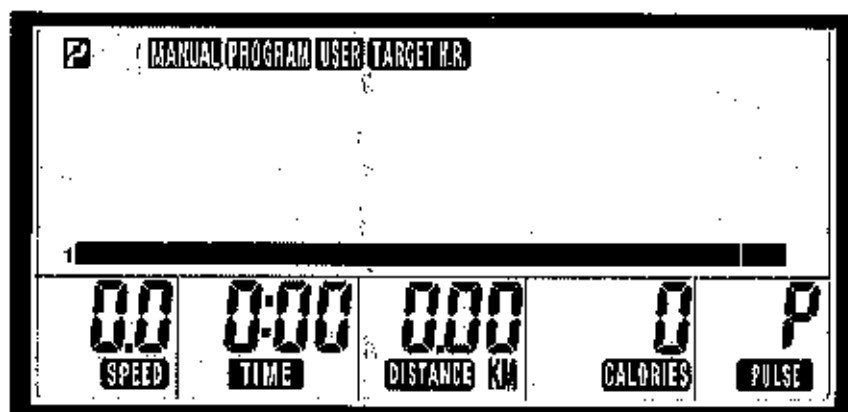 P MANUAL PROGRAM USER TARGET H.R.
1
0.0 0:00 0.00 0 P
SPEED TIME DISTANCE KM CALORIES PULSE